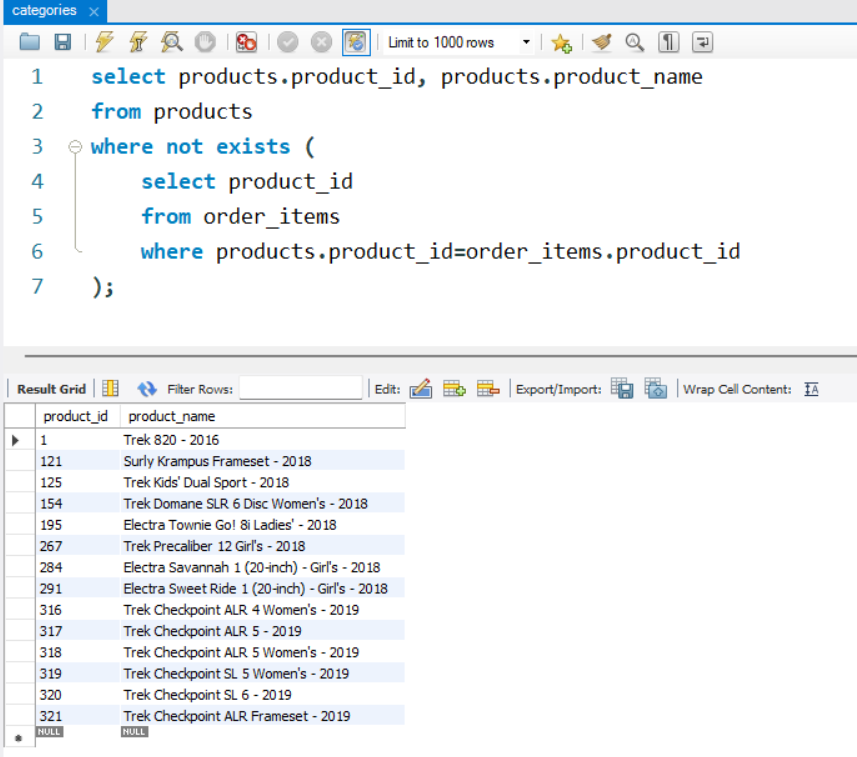 categories ×
Limit to 1000 rows
1 select products.product_id, products.product_name
2 from products
3 where not exists (
4 select product_id
5 from order_items
6 where products.product_id=order_items.product_id
7 );
Result Grid Filter Rows: Edit: Export/Import: Wrap Cell Content: IA
product_id product_name
1 Trek 820 - 2016
121 Surly Krampus Frameset - 2018
125 Trek Kids' Dual Sport - 2018
154 Trek Domane SLR 6 Disc Women's - 2018
195 Electra Townie Go! 8i Ladies' - 2018
267 Trek Precaliber 12 Girl's - 2018
284 Electra Savannah 1 (20-inch) - Girl's - 2018
291 Electra Sweet Ride 1 (20-inch) - Girl's - 2018
316 Trek Checkpoint ALR 4 Women's - 2019
317 Trek Checkpoint ALR 5 - 2019
318 Trek Checkpoint ALR 5 Women's - 2019
319 Trek Checkpoint SL 5 Women's - 2019
320 Trek Checkpoint SL 6 - 2019
321 Trek Checkpoint ALR Frameset - 2019
NULL NULL